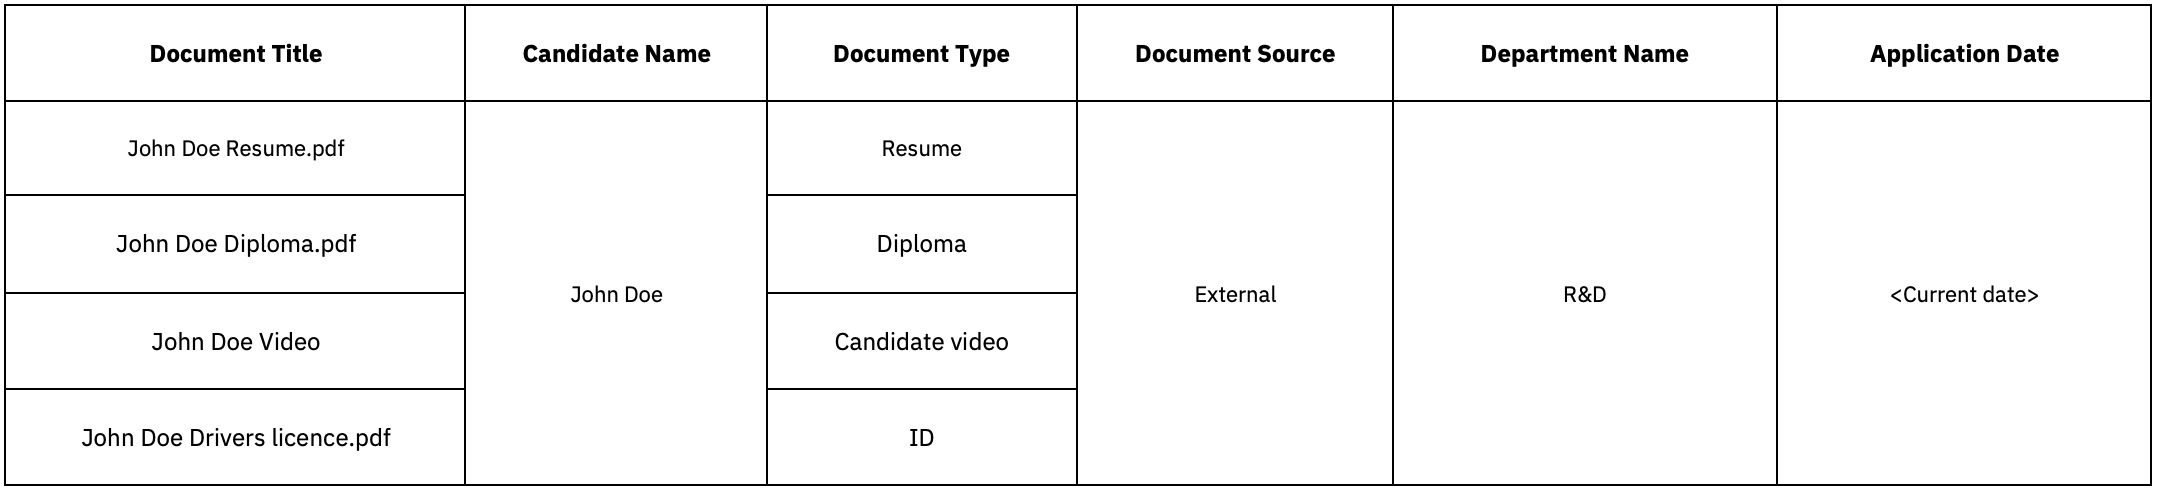 Document Title Candidate Name Document Type Document Source Department Name Application Date
John Doe Resume.pdf Resume
John Doe Diploma.pdf Diploma
John Doe External R&D <Current date>
John Doe Video Candidate video
John Doe Drivers licence.pdf ID